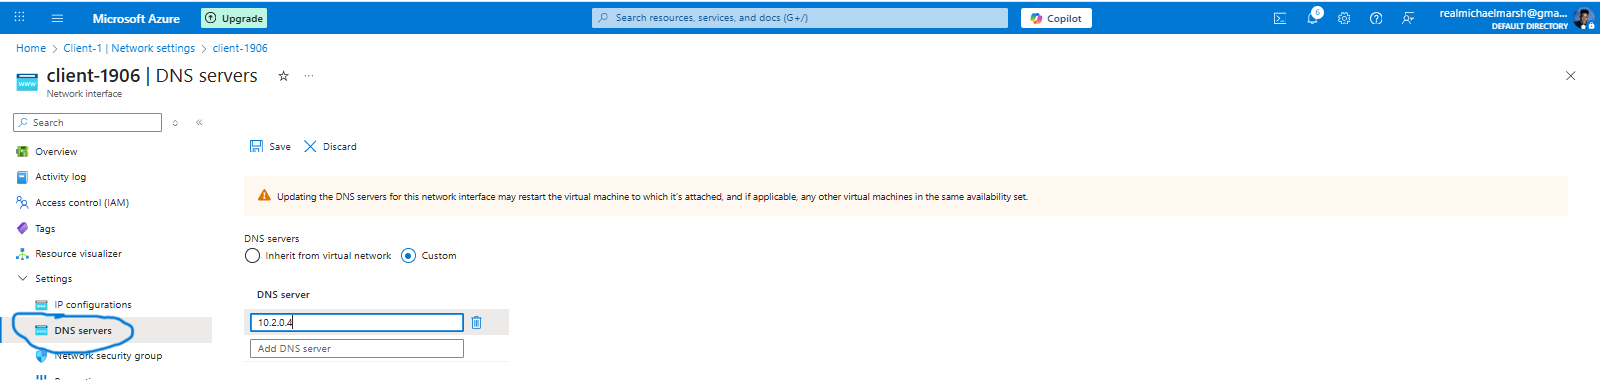 Microsoft Azure
Upgrade
Search resources, services, and docs (G+/)
Copilot
6
realmichaelmarsh@gma...
DEFAULT DIRECTORY
Home > Client-1 | Network settings > client-1906
client-1906 | DNS servers
Network interface
Search
Overview
Activity log
Access control (IAM)
Tags
Resource visualizer
Settings
IP configurations
DNS servers
Network security group
Save
Discard
Updating the DNS servers for this network interface may restart the virtual machine to which it's attached, and if applicable, any other virtual machines in the same availability set.
DNS servers
Inherit from virtual network
Custom
DNS server
10.2.0.4
Add DNS server